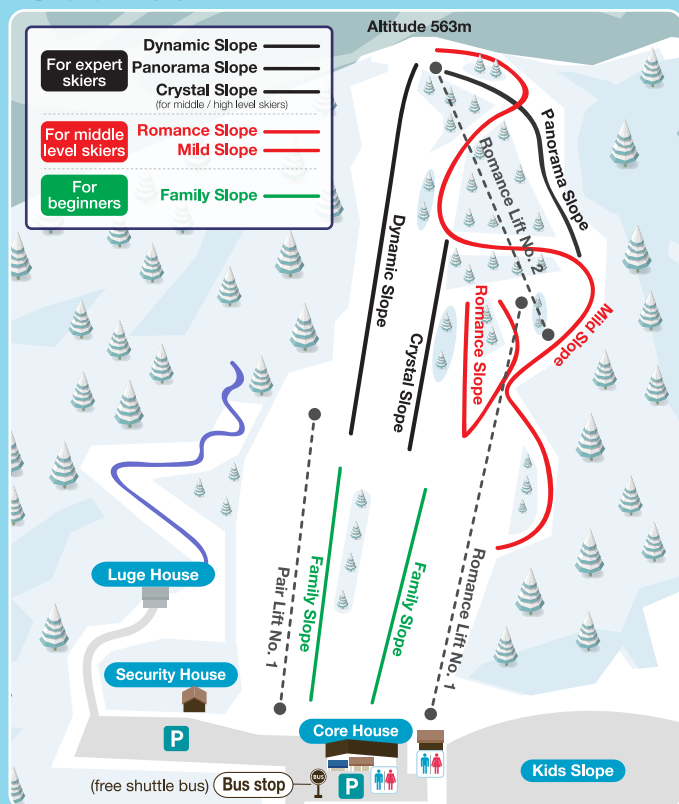 Altitude 563m
For expert
skiers
Dynamic Slope
Panorama Slope
Crystal Slope
(for middle / high level skiers)
For middle
level skiers
Romance Slope
Mild Slope
For
beginners
Family Slope
Panorama Slope
Romance Lift No. 2
Dynamic Slope
Crystal Slope
Romance Slope
Mild Slope
Family Slope
Family Slope
Pair Lift No. 1
Romance Lift No. 1
Luge House
Security House
P
Core House
Kids Slope
(free shuttle bus)
Bus stop
BUS
P